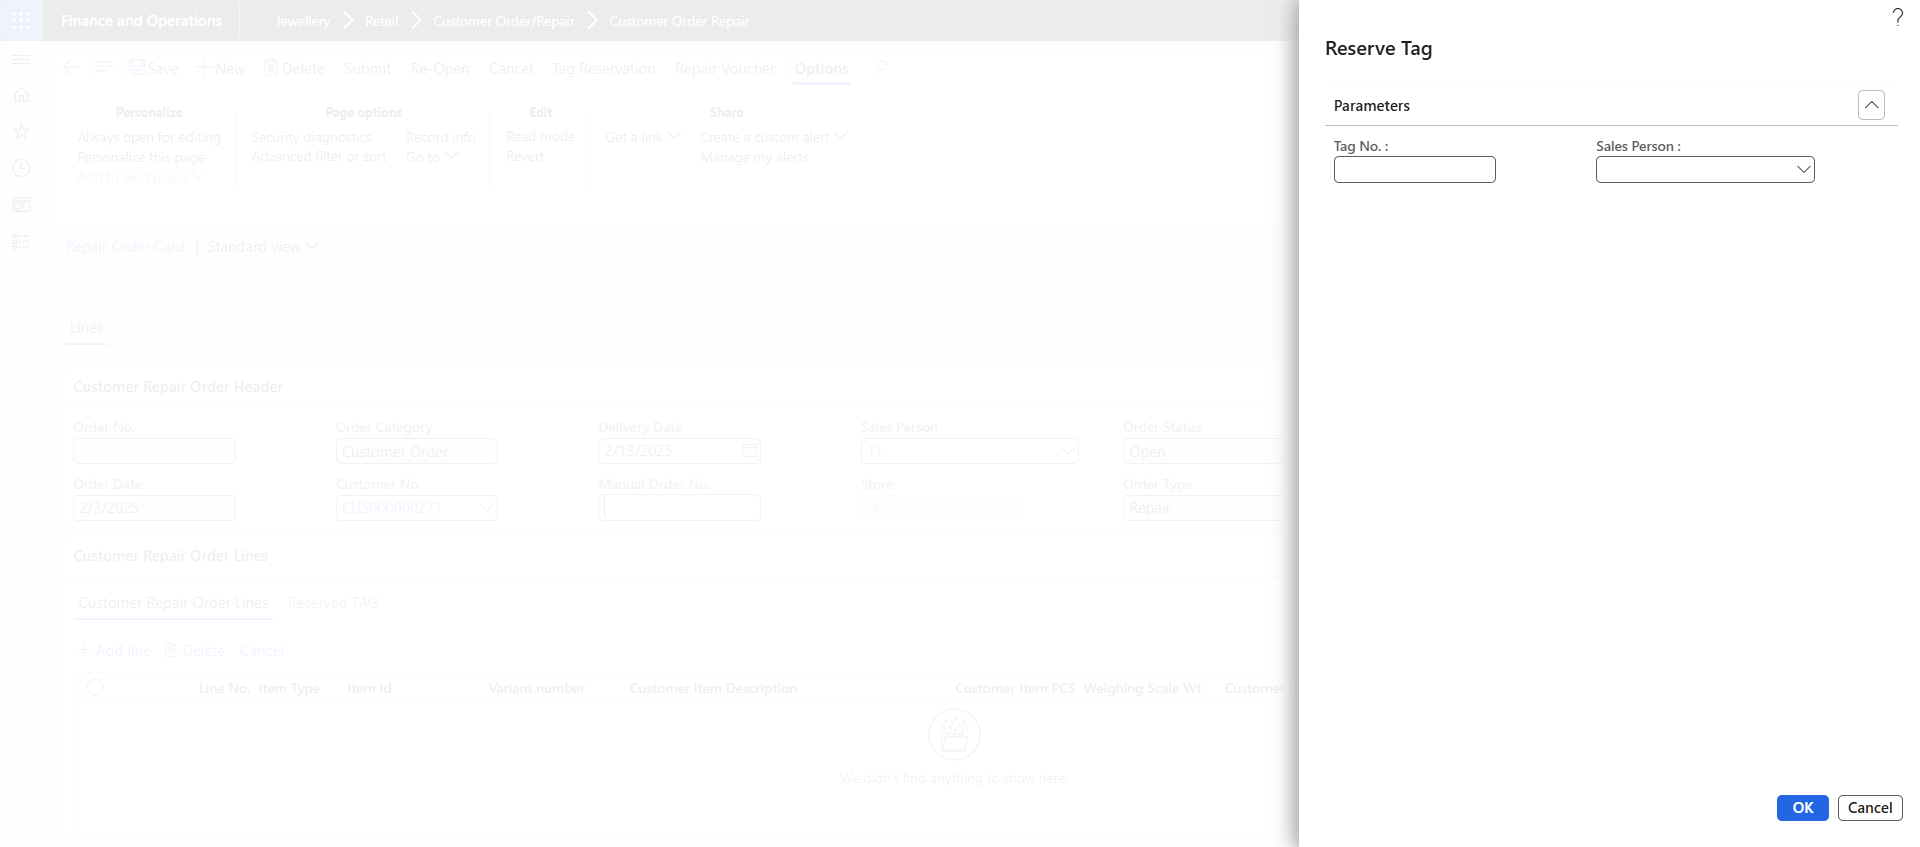 Finance and Operations
Jewellery > Retail > Customer Order/Repair > Customer Order Repair
?
Save New Delete Submit Re-Open Cancel Tag Reservation Repair Voucher Options
Personalize
Always open for editing
Personalize this page
Add to workspace
Page options
Security diagnostics Record info
Advanced filter or sort Go to
Edit
Read mode
Revert
Get a link
Share
Create a custom alert
Manage my alerts
Repair Order Card | Standard view
Lines
Customer Repair Order Header
Order No. Order Category Delivery Date Sales Person Order Status
Customer Order 2/13/2025 11 Open
Order Date Customer No. Manual Order No. Store Order Type
2/3/2025 CUS000000271 SG Repair
Customer Repair Order Lines
Customer Repair Order Lines Reserved TAG
Add line Delete Cancel
Line No. Item Type Item Id Variant number Customer Item Description Customer Item PCS Weighing Scale Wt Customer
We didn't find anything to show here.
Reserve Tag
Parameters
Tag No. : Sales Person :
OK Cancel